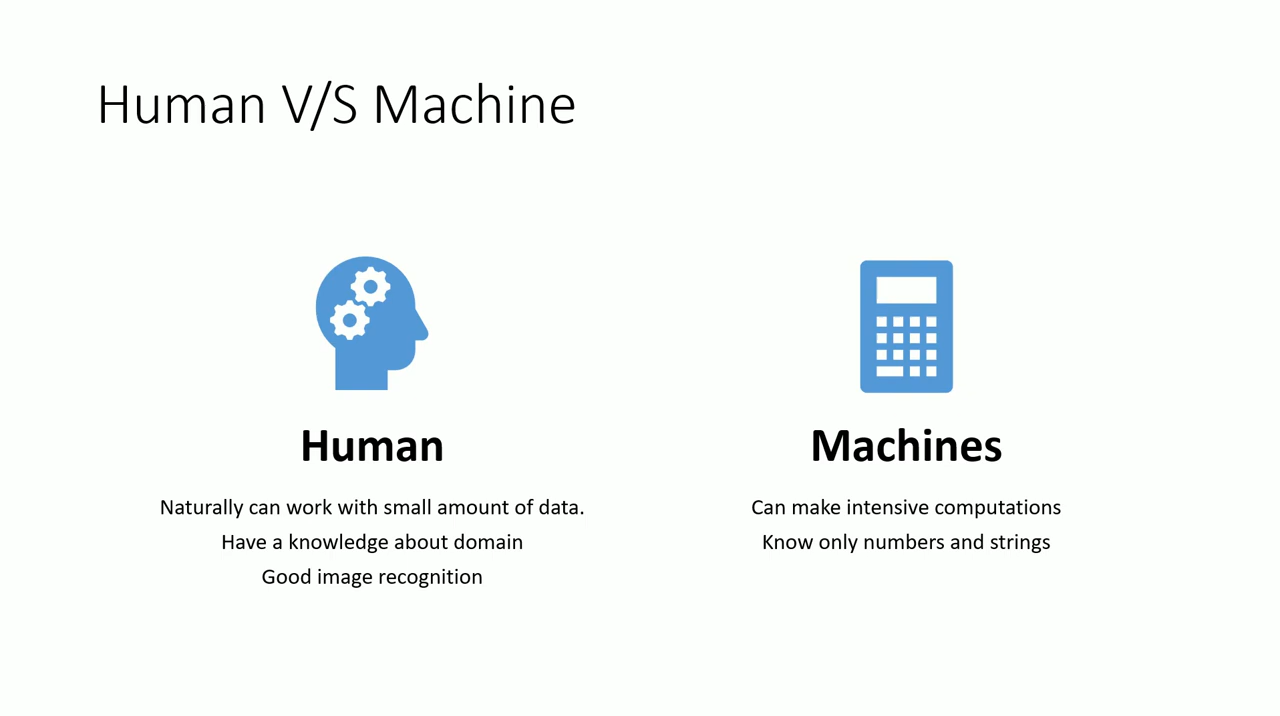 Human V/S Machine
Human
Naturally can work with small amount of data.
Have a knowledge about domain
Good image recognition
Machines
Can make intensive computations
Know only numbers and strings